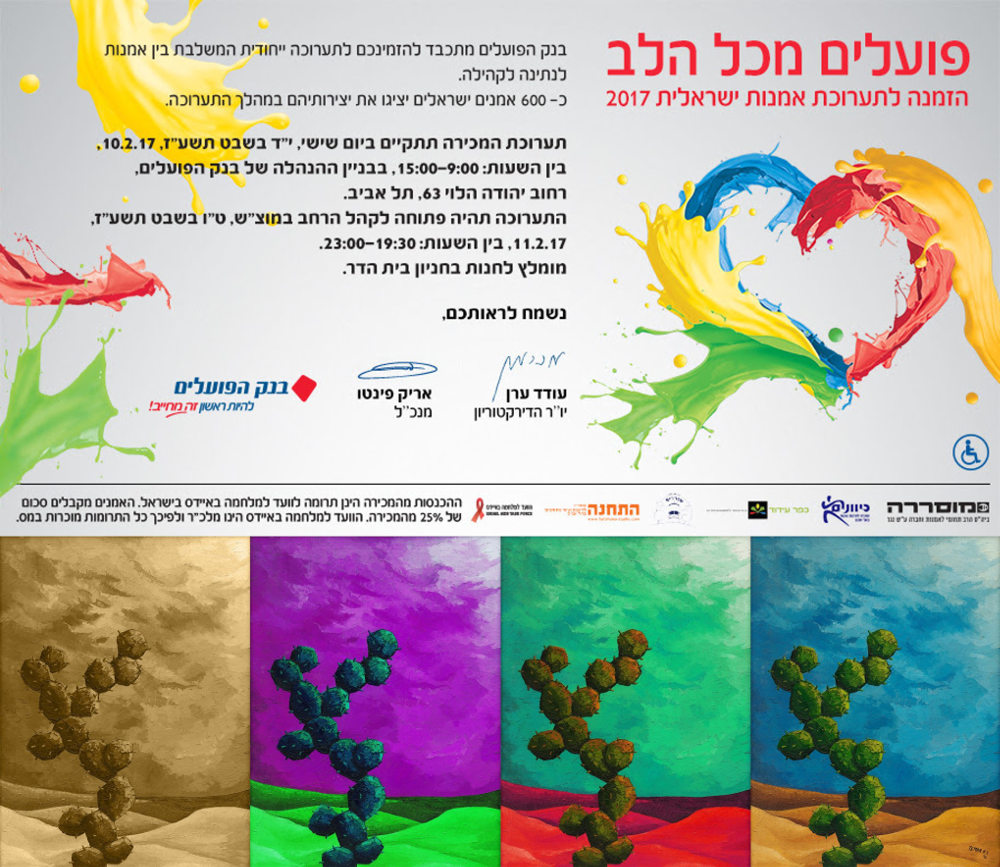 פועלים מכל הלב
הזמנה לתערוכת אמנות ישראלית 2017
בנק הפועלים מתכבד להזמינכם לתערוכה ייחודית המשלבת בין אמנות
לנתינה לקהילה.
כ- 600 אמנים ישראלים יציגו את יצירותיהם במהלך התערוכה.
תערוכת המכירה תתקיים ביום שישי, י"ד בשבט תשע"ז, 10.2.17,
בין השעות: 9:00–15:00, בבניין ההנהלה של בנק הפועלים,
רחוב יהודה הלוי 63, תל אביב.
התערוכה תהיה פתוחה לקהל הרחב במוצ"ש, ט"ו בשבט תשע"ז,
11.2.17, בין השעות: 19:30–23:00.
מומלץ לחנות בחניון בית הדר.
נשמח לראותכם,
עודד ערן
יו"ר הדירקטוריון
אריק פינטו
מנכ"ל
בנק הפועלים
להיות ראשון זה מחייב!
מוסררה
כיוונים
כפר עידוד
התחנה
הוועד למלחמה באיידס
ההכנסות מהמכירה הינן תרומה לוועד למלחמה באיידס בישראל. האמנים מקבלים סכום
של 25% מהמכירה. הוועד למלחמה באיידס הינו מלכ"ר ולפיכך כל התרומות מוכרות במס.